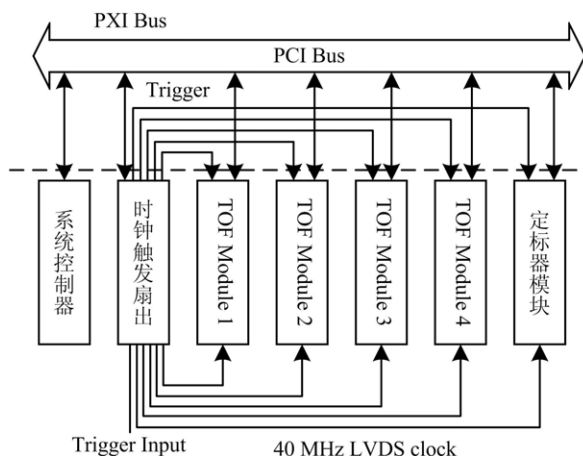 PXI Bus
PCI Bus
Trigger
系统控制器
时钟触发扇出
TOF Module 1
TOF Module 2
TOF Module 3
TOF Module 4
定标器模块
Trigger Input
40 MHz LVDS clock